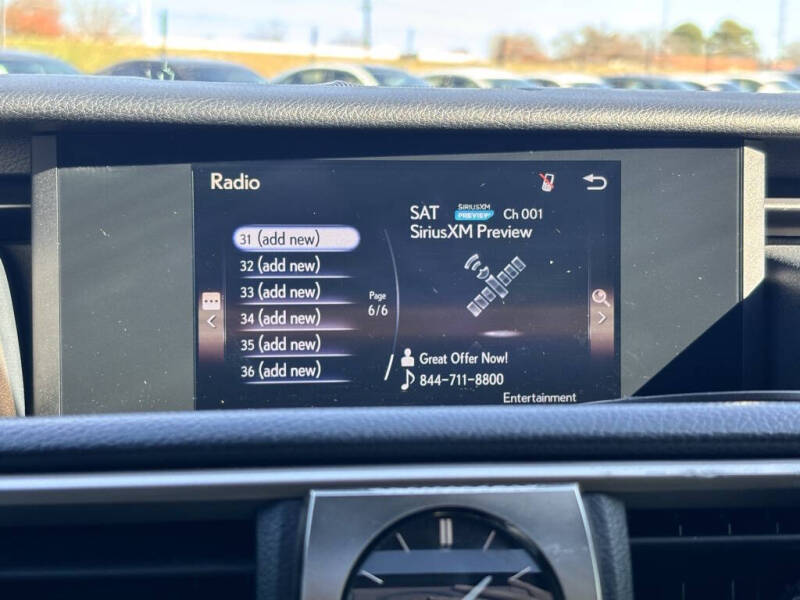 Radio
SAT SIRIUSXM PREVIEW Ch 001
SiriusXM Preview
31 (add new)
32 (add new)
33 (add new)
34 (add new)
35 (add new)
36 (add new)
Page
6/6
Great Offer Now!
844-711-8800
Entertainment